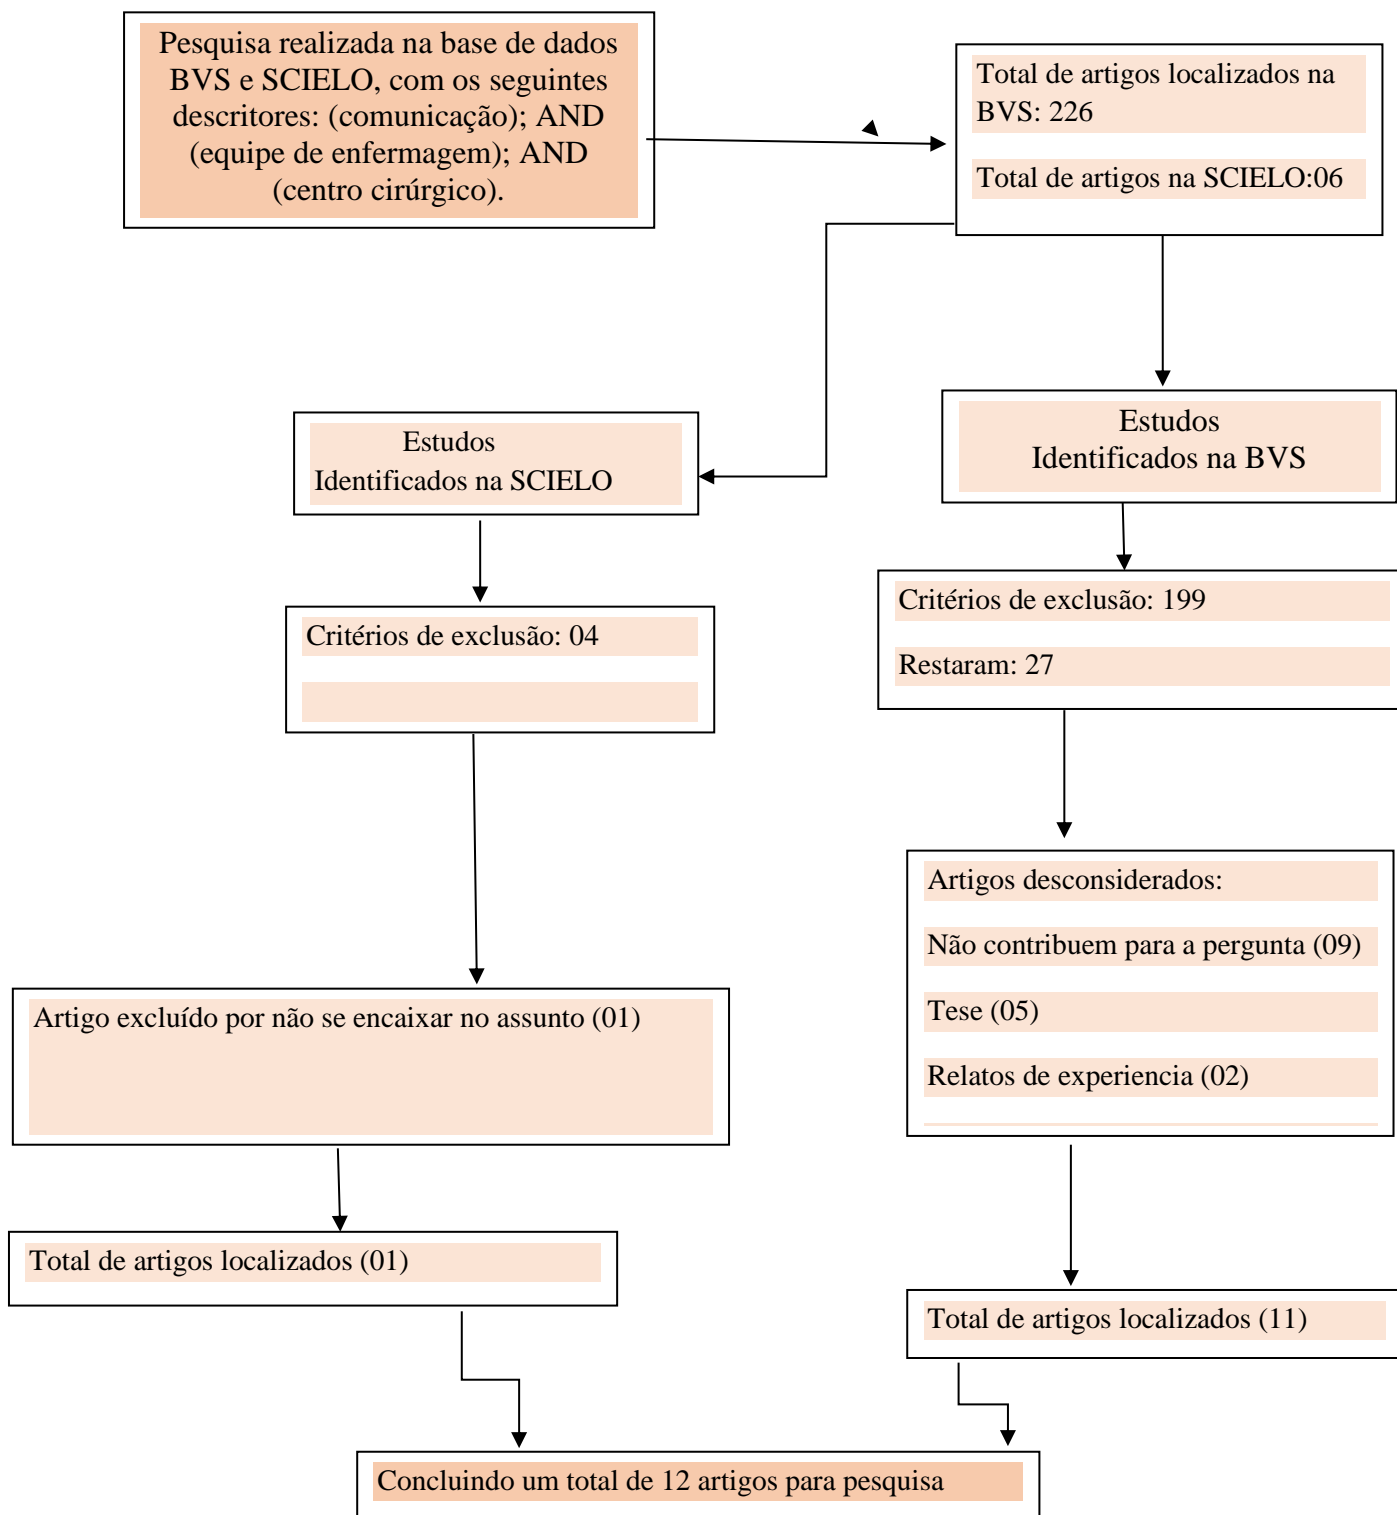 Pesquisa realizada na base de dados
BVS e SCIELO, com os seguintes
descritores: (comunicação); AND
(equipe de enfermagem); AND
(centro cirúrgico).
Total de artigos localizados na
BVS: 226
Total de artigos na SCIELO:06
Estudos
Identificados na SCIELO
Estudos
Identificados na BVS
Critérios de exclusão: 04
Critérios de exclusão: 199
Restaram: 27
Artigos desconsiderados:
Não contribuem para a pergunta (09)
Tese (05)
Relatos de experiencia (02)
Artigo excluído por não se encaixar no assunto (01)
Total de artigos localizados (01)
Total de artigos localizados (11)
Concluindo um total de 12 artigos para pesquisa